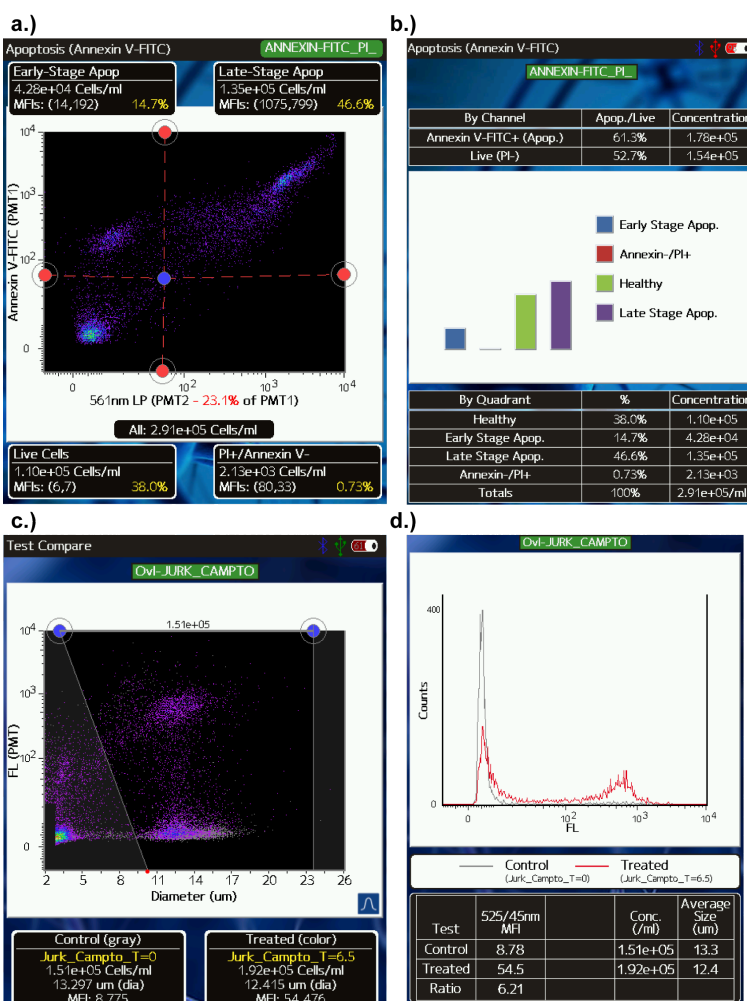 a.)
Apoptosis (Annexin V-FITC) ANNEXIN-FITC_PI_
Early-Stage Apop
4.28e+04 Cells/ml
MFIs: (14,192) 14.7%
Late-Stage Apop
1.35e+05 Cells/ml
MFIs: (1075,799) 46.6%
Annexin V-FITC (PMT1)
10^4
10^3
10^2
0
0 10^2 10^3 10^4
561nm LP (PMT2 - 23.1% of PMT1)
All: 2.91e+05 Cells/ml
Live Cells
1.10e+05 Cells/ml
MFIs: (6,7) 38.0%
PI+/Annexin V-
2.13e+03 Cells/ml
MFIs: (80,33) 0.73%
b.)
Apoptosis (Annexin V-FITC)
ANNEXIN-FITC_PI_
By Channel Apop./Live Concentration
Annexin V-FITC+ (Apop.) 61.3% 1.78e+05
Live (PI-) 52.7% 1.54e+05
Early Stage Apop.
Annexin-/PI+
Healthy
Late Stage Apop.
By Quadrant % Concentration
Healthy 38.0% 1.10e+05
Early Stage Apop. 14.7% 4.28e+04
Late Stage Apop. 46.6% 1.35e+05
Annexin-/PI+ 0.73% 2.13e+03
Totals 100% 2.91e+05/ml
c.)
Test Compare
Ovl-JURK_CAMPTO
1.51e+05
FL (PMT)
10^4
10^3
10^2
0
2 5 8 11 14 17 20 23 26
Diameter (um)
Control (gray)
Jurk_Campto_T=0
1.51e+05 Cells/ml
13.297 um (dia)
MFI: 8.775
Treated (color)
Jurk_Campto_T=6.5
1.92e+05 Cells/ml
12.415 um (dia)
MFI: 54.476
d.)
Ovl-JURK_CAMPTO
Counts
400
0
0 10^2 10^3 10^4
FL
Control
(Jurk_Campto_T=0)
Treated
(Jurk_Campto_T=6.5)
Test 525/45nm MFI Conc. (/ml) Average Size (um)
Control 8.78 1.51e+05 13.3
Treated 54.5 1.92e+05 12.4
Ratio 6.21